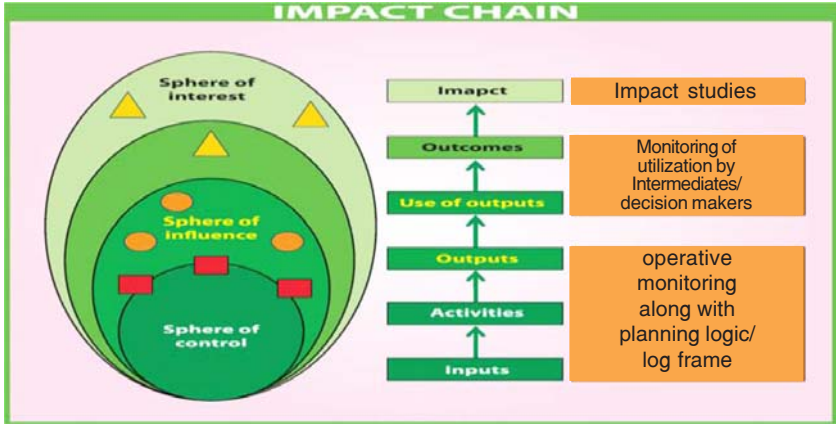 IMPACT CHAIN
Sphere of
interest
Sphere of
influence
Sphere of
control
Imapct
Outcomes
Use of outputs
Outputs
Activities
Inputs
Impact studies
Monitoring of
utilization by
Intermediates/
decision makers
operative
monitoring
along with
planning logic/
log frame